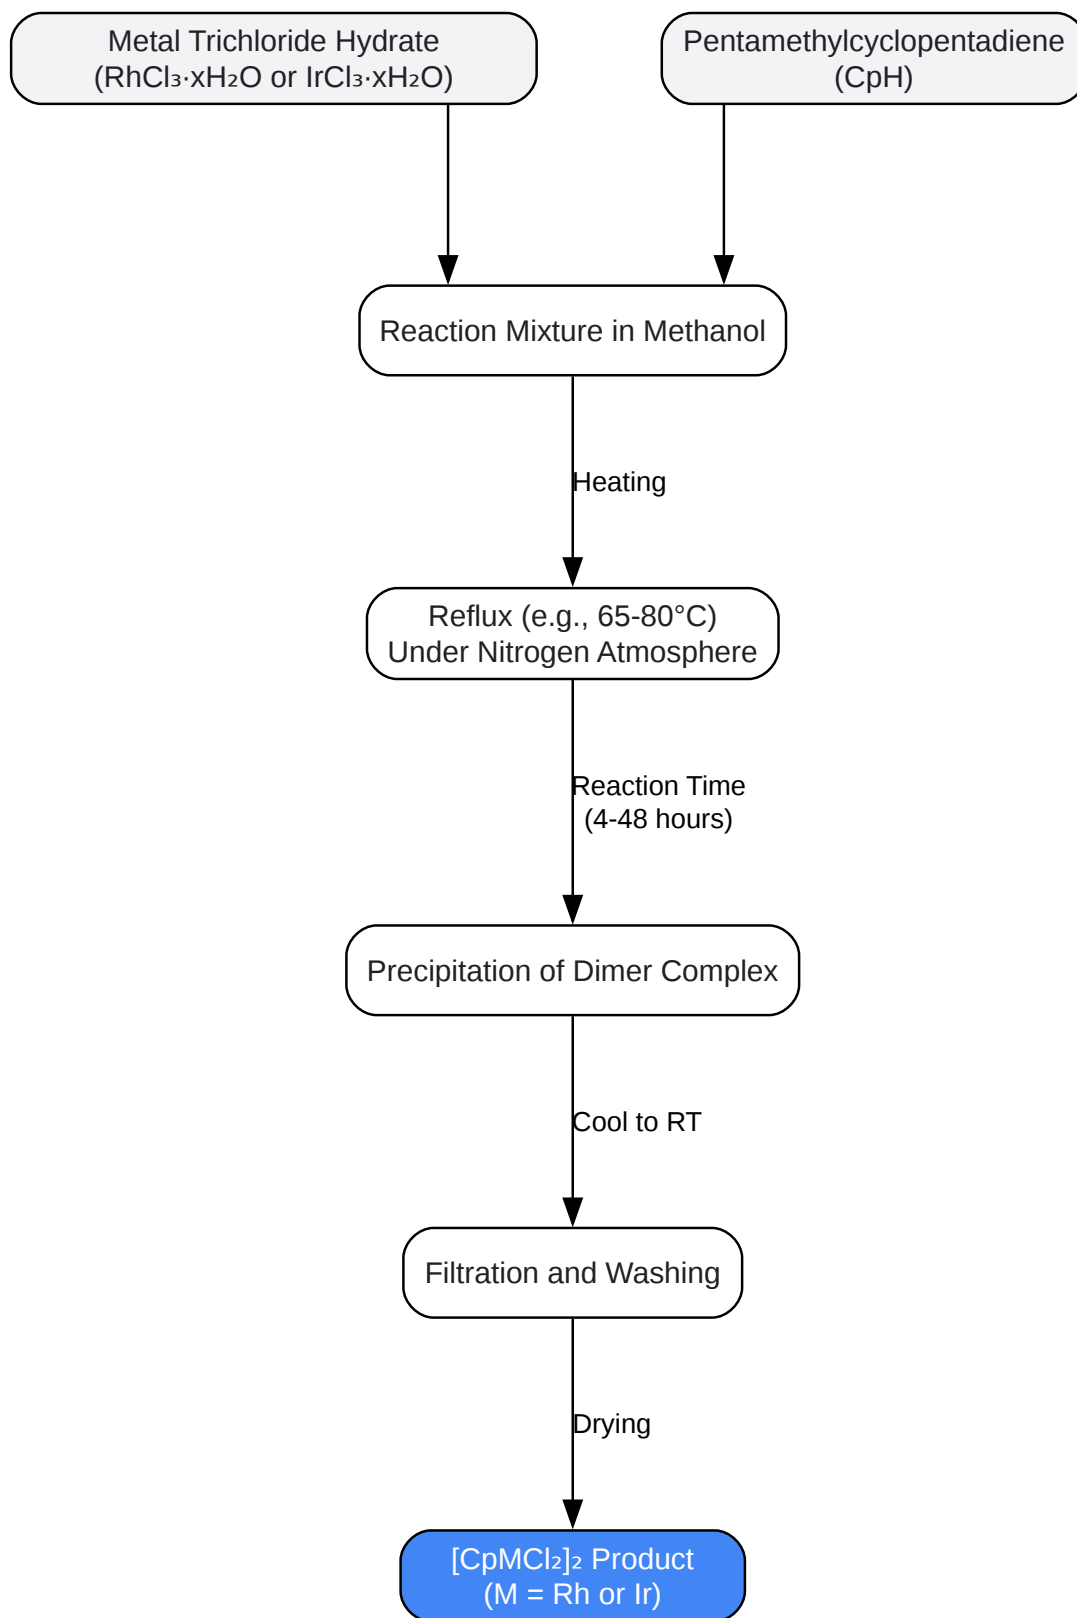 Metal Trichloride Hydrate
(RhCl₃·xH₂O or IrCl₃·xH₂O)
Pentamethylcyclopentadiene
(CpH)
Reaction Mixture in Methanol
Heating
Reflux (e.g., 65-80°C)
Under Nitrogen Atmosphere
Reaction Time
(4-48 hours)
Precipitation of Dimer Complex
Cool to RT
Filtration and Washing
Drying
[CpMCl₂]₂ Product
(M = Rh or Ir)